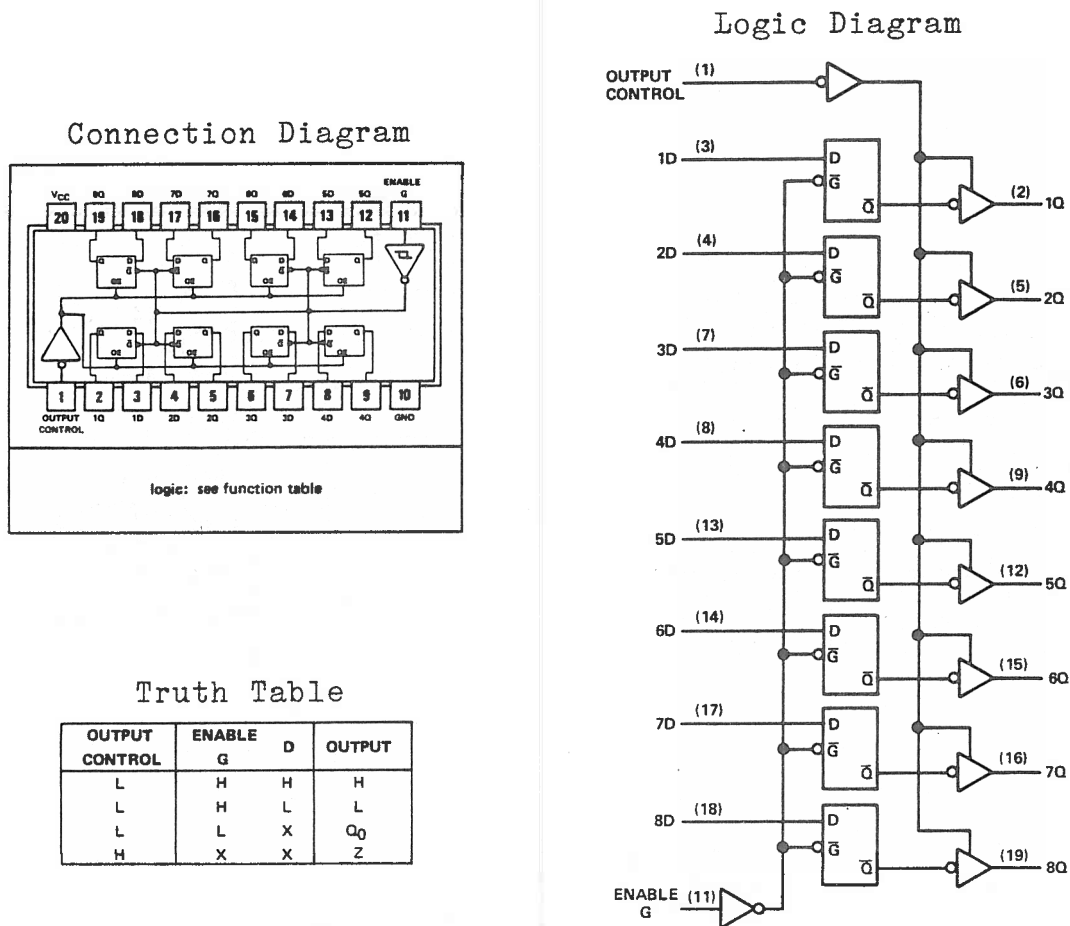 Connection Diagram
VCC 8Q 8D 7D 7Q 6Q 6D 5D 5Q ENABLE G
20 19 18 17 16 15 14 13 12 11
1 2 3 4 5 6 7 8 9 10
OUTPUT CONTROL 1Q 1D 2D 2Q 3Q 3D 4D 4Q GND
logic: see function table
Truth Table
OUTPUT CONTROL ENABLE G D OUTPUT
L H H H
L H L L
L L X Q0
H X X Z
Logic Diagram
OUTPUT CONTROL (1)
1D (3) D G̅ Q̅ (2) 1Q
2D (4) D G̅ Q̅ (5) 2Q
3D (7) D G̅ Q̅ (6) 3Q
4D (8) D G̅ Q̅ (9) 4Q
5D (13) D G̅ Q̅ (12) 5Q
6D (14) D G̅ Q̅ (15) 6Q
7D (17) D G̅ Q̅ (16) 7Q
8D (18) D G̅ Q̅ (19) 8Q
ENABLE G (11)